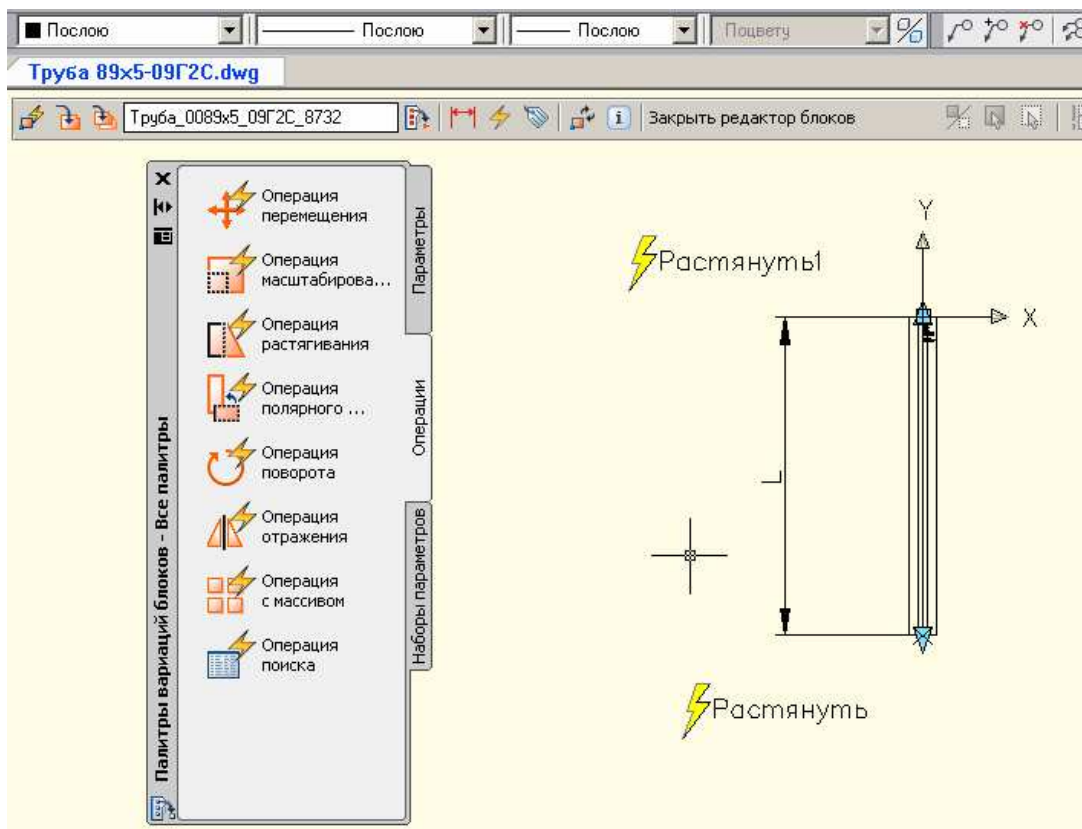 Послою
Послою
Послою
Поцвету
Труба 89х5-09Г2С.dwg
Труба_0089х5_09Г2С_8732
Закрыть редактор блоков
Операция
перемещения
Операция
масштабирова...
Операция
растягивания
Операция
полярного ...
Операция
поворота
Операция
отражения
Операция
с массивом
Операция
поиска
Параметры
Операции
Наборы параметров
Палитры вариаций блоков - Все палитры
Растянуть1
Y
X
L
Растянуть